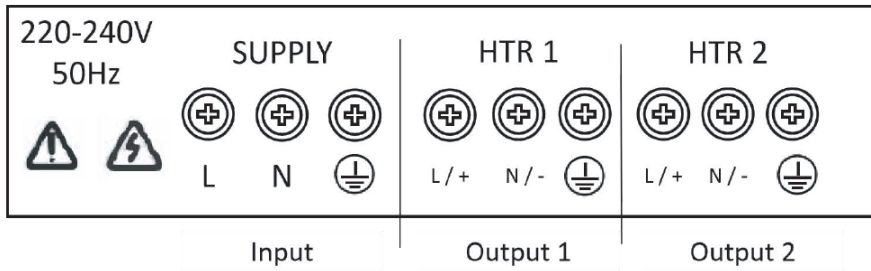 220-240V
50Hz
SUPPLY
HTR 1
HTR 2
L
N
L / +
N / -
L / +
N / -
Input
Output 1
Output 2